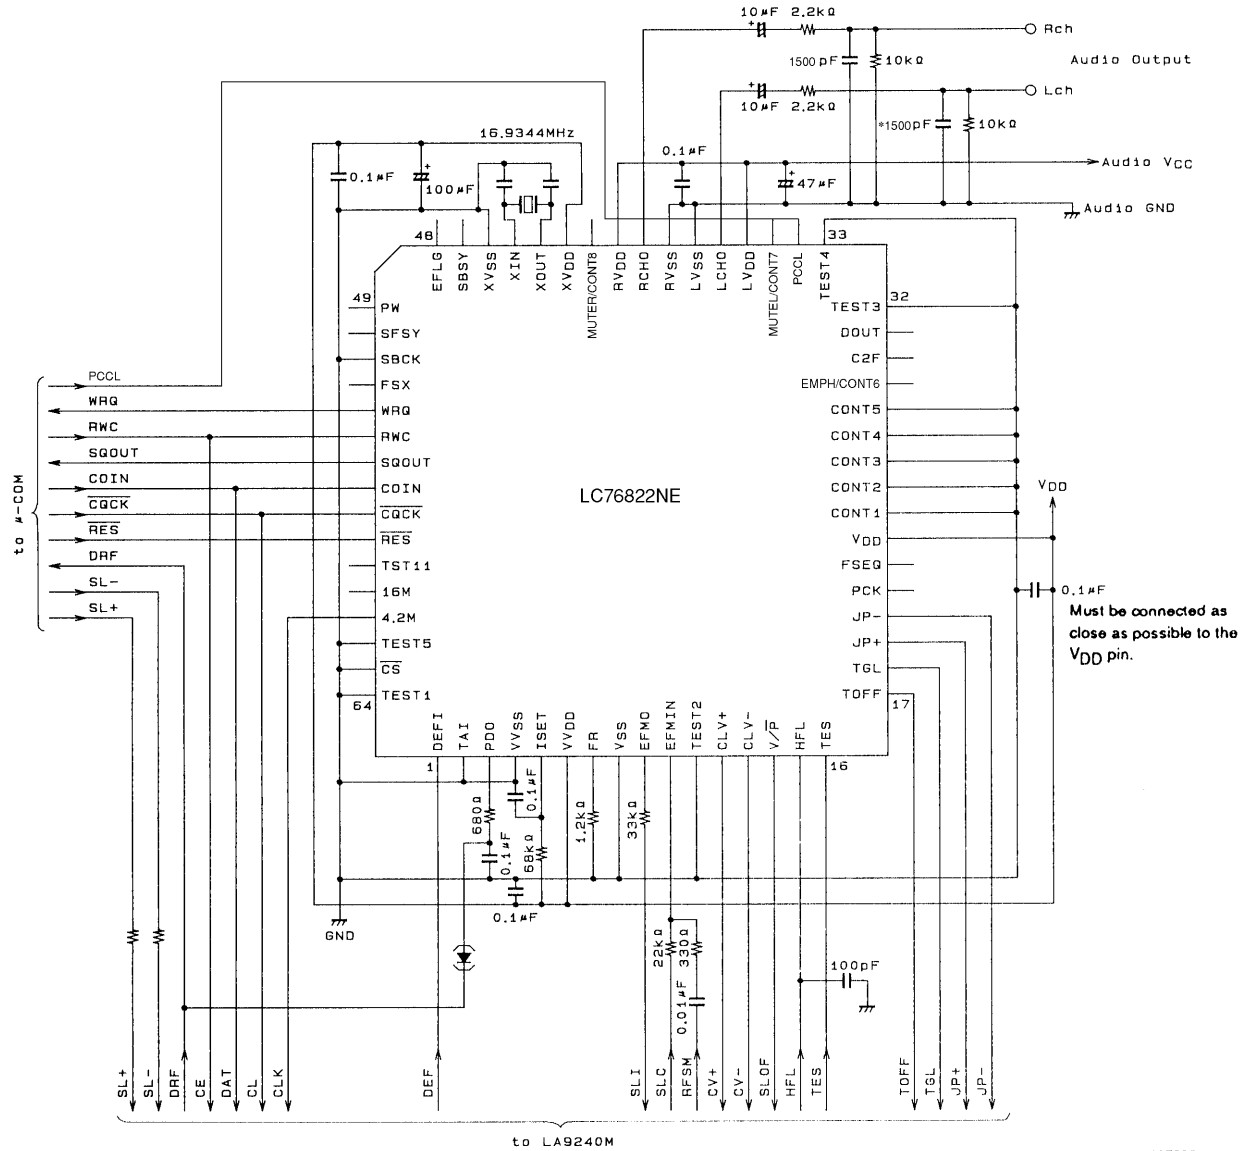 10μF 2.2kΩ
Rch
1500pF
10kΩ
Audio Output
Lch
10μF 2.2kΩ
*1500pF
10kΩ
16.9344MHz
0.1μF
Audio VCC
0.1μF
100μF
47μF
Audio GND
48
33
EFLG
SBSY
XVSS
XIN
XOUT
XVDD
MUTER/CONT8
RVDD
RCHO
RVSS
LVSS
LCHO
LVDD
MUTEL/CONT7
PCCL
TEST4
49
32
PW
SFSY
SBCK
FSX
WRQ
RWC
SQOUT
COIN
CQCK
RES
TST11
16M
4.2M
TEST5
CS
TEST1
64
TEST3
DOUT
C2F
EMPH/CONT6
CONT5
CONT4
CONT3
CONT2
CONT1
VDD
FSEQ
PCK
JP-
JP+
TGL
TOFF
17
LC76822NE
to μ-COM
PCCL
WRQ
RWC
SQOUT
COIN
CQCK
RES
DRF
SL-
SL+
VDD
0.1μF
Must be connected as
close as possible to the
VDD pin.
DEFI
TAI
PDO
VVSS
ISET
VVDD
FR
VSS
EFMO
EFMIN
TEST2
CLV+
CLV-
V/P
HFL
TES
1
16
680Ω
0.1μF
0.1μF
68kΩ
1.2kΩ
33kΩ
0.1μF
GND
22kΩ
330Ω
0.01μF
100pF
SL+
SL-
DRF
CE
DAT
CL
CLK
DEF
SLI
SLC
RFSM
CV+
CV-
SLOF
HFL
TES
TOFF
TGL
JP+
JP-
to LA9240M